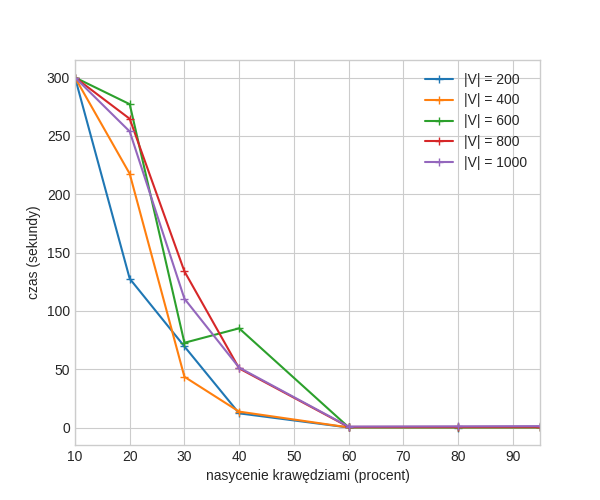 300
250
200
150
100
50
0
czas (sekundy)
|V| = 200
|V| = 400
|V| = 600
|V| = 800
|V| = 1000
10 20 30 40 50 60 70 80 90
nasycenie krawędziami (procent)